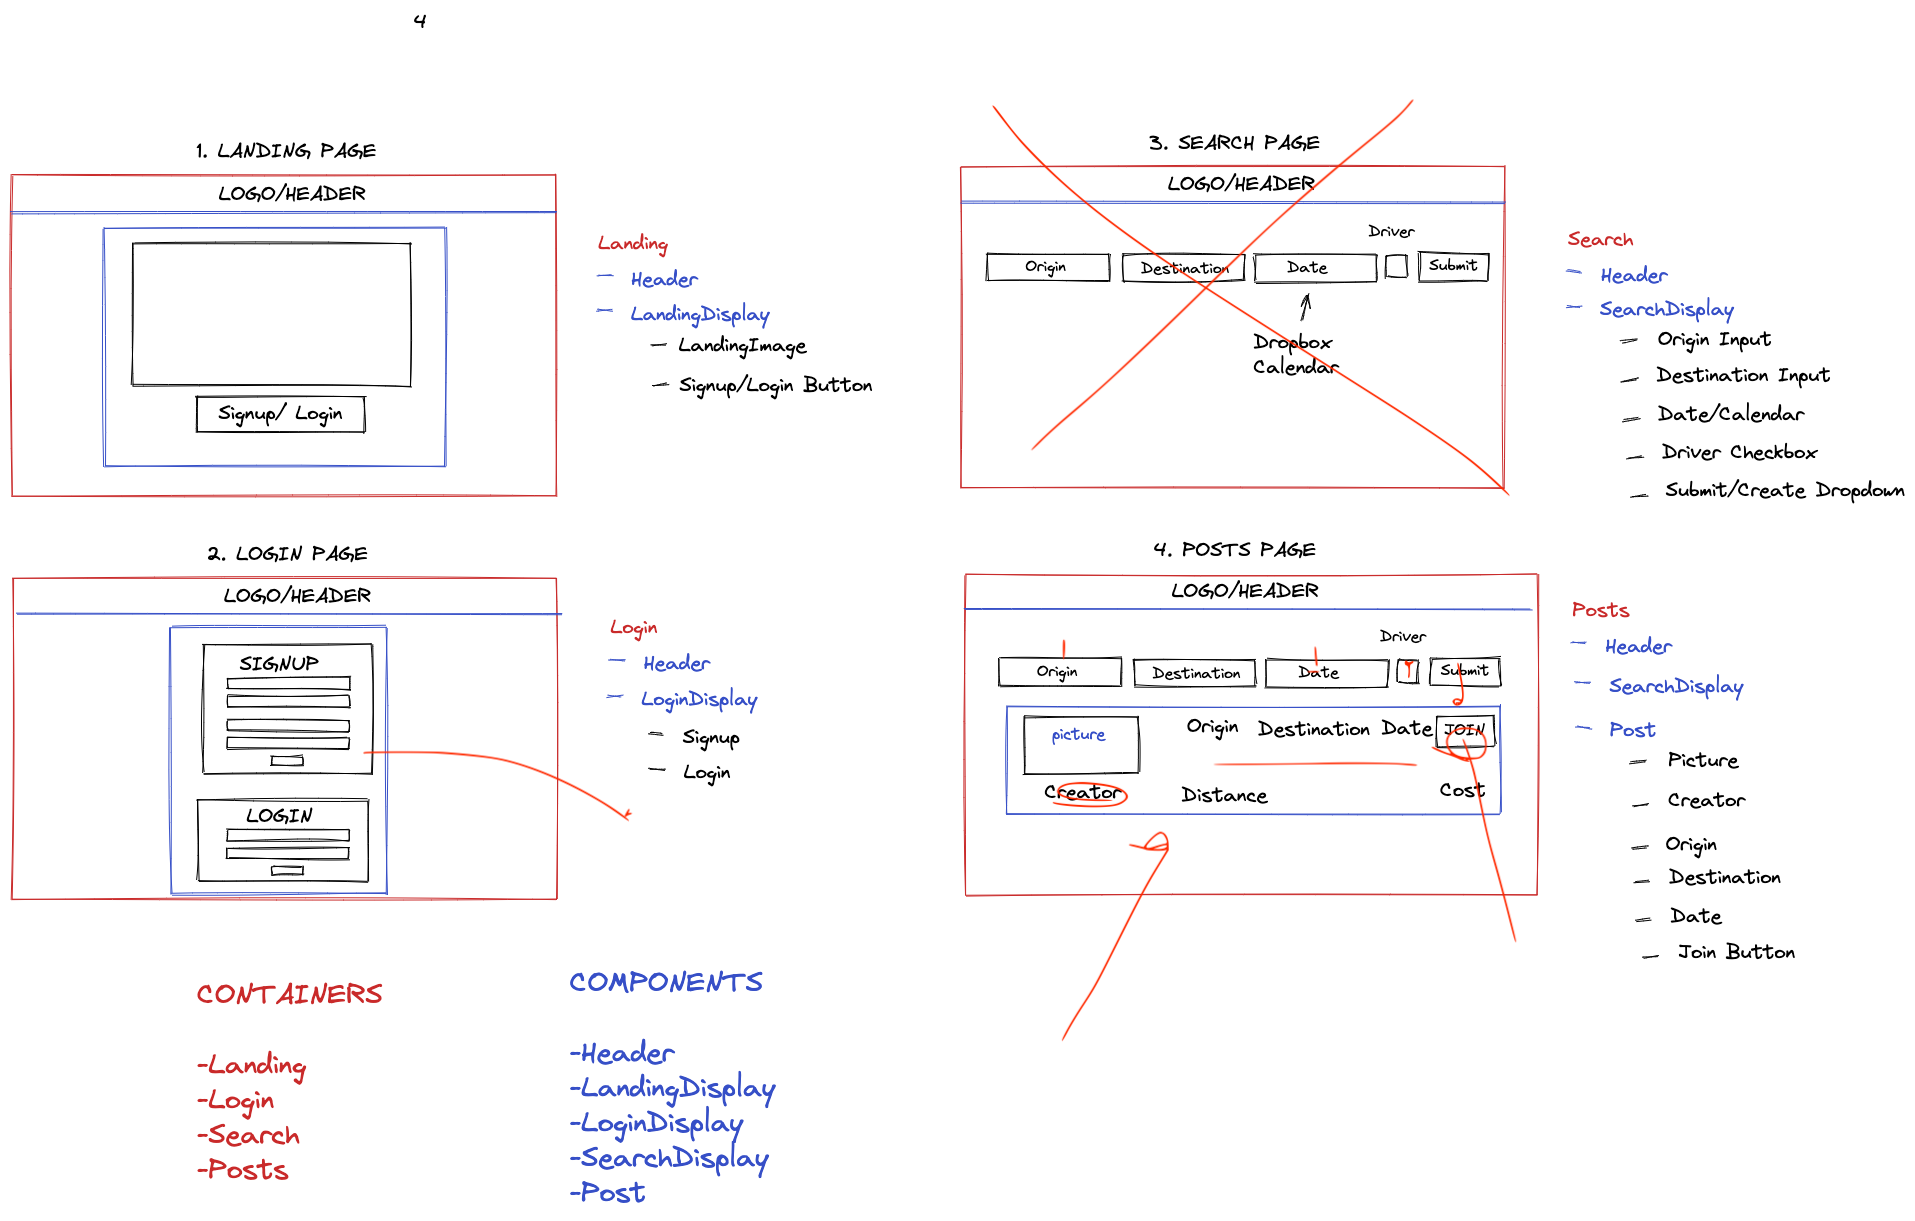 4
1. LANDING PAGE
LOGO/HEADER
Signup/ Login
Landing
- Header
- LandingDisplay
- LandingImage
- Signup/Login Button
2. LOGIN PAGE
LOGO/HEADER
SIGNUP
LOGIN
Login
- Header
- LoginDisplay
- Signup
- Login
3. SEARCH PAGE
LOGO/HEADER
Driver
Origin Destination Date Submit
Dropbox
Calendar
Search
- Header
- SearchDisplay
- Origin Input
- Destination Input
- Date/Calendar
- Driver Checkbox
- Submit/Create Dropdown
4. POSTS PAGE
LOGO/HEADER
Driver
Origin Destination Date Submit
picture Origin Destination Date JOIN
Creator Distance Cost
Posts
- Header
- SearchDisplay
- Post
- Picture
- Creator
- Origin
- Destination
- Date
- Join Button
CONTAINERS
-Landing
-Login
-Search
-Posts
COMPONENTS
-Header
-LandingDisplay
-LoginDisplay
-SearchDisplay
-Post